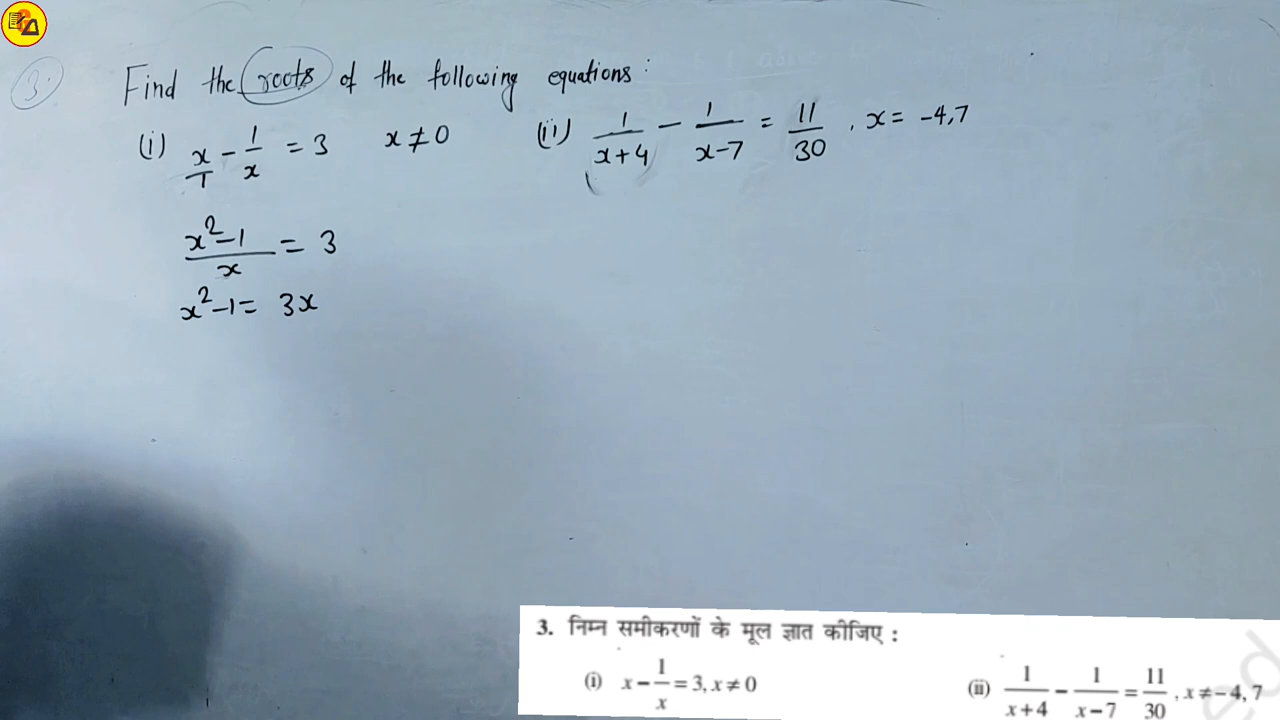 3. Find the roots of the following equations:
(i) x/1 - 1/x = 3 x ≠ 0 (ii) 1/(x+4) - 1/(x-7) = 11/30, x = -4,7
(x²-1)/x = 3
x²-1 = 3x
3. निम्न समीकरणों के मूल ज्ञात कीजिए :
(i) x - 1/x = 3, x ≠ 0 (ii) 1/(x+4) - 1/(x-7) = 11/30, x ≠ -4, 7